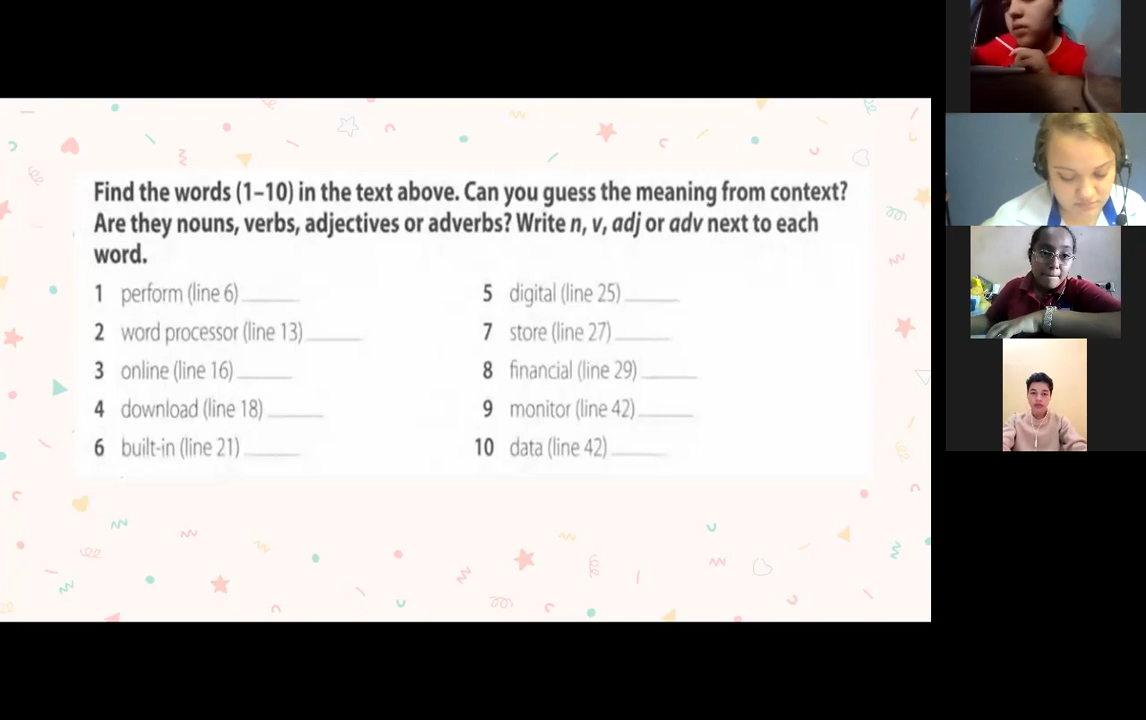 Find the words (1–10) in the text above. Can you guess the meaning from context?
Are they nouns, verbs, adjectives or adverbs? Write n, v, adj or adv next to each
word.
1 perform (line 6) ______
2 word processor (line 13) ______
3 online (line 16) ______
4 download (line 18) ______
6 built-in (line 21) ______
5 digital (line 25) ______
7 store (line 27) ______
8 financial (line 29) ______
9 monitor (line 42) ______
10 data (line 42) ______